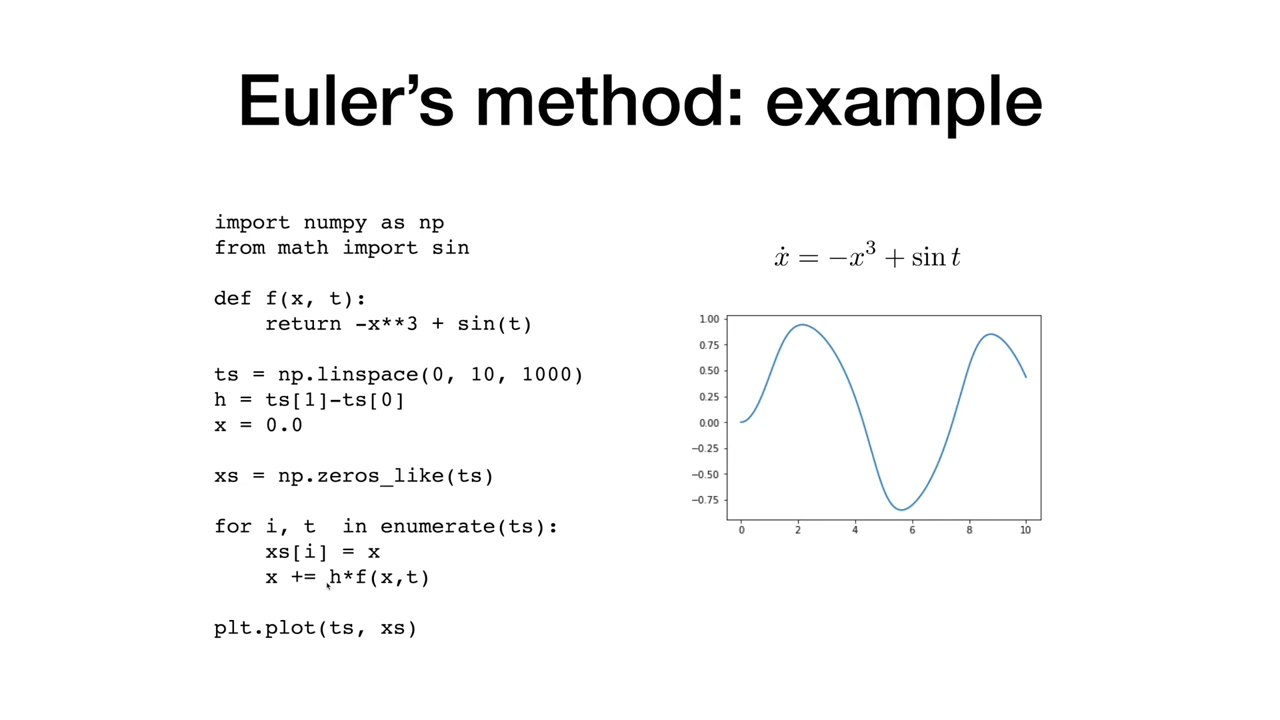 Euler’s method: example
import numpy as np
from math import sin
def f(x, t):
    return -x**3 + sin(t)
ts = np.linspace(0, 10, 1000)
h = ts[1]-ts[0]
x = 0.0
xs = np.zeros_like(ts)
for i, t  in enumerate(ts):
    xs[i] = x
    x += h*f(x,t)
plt.plot(ts, xs)
ẋ = −x³ + sin t
1.00
0.75
0.50
0.25
0.00
−0.25
−0.50
−0.75
0 2 4 6 8 10